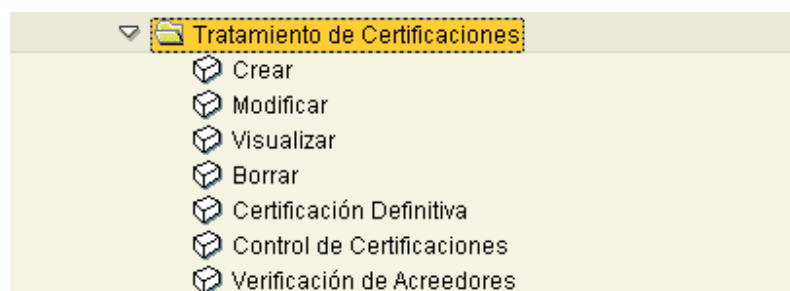 Tratamiento de Certificaciones
Crear
Modificar
Visualizar
Borrar
Certificación Definitiva
Control de Certificaciones
Verificación de Acreedores